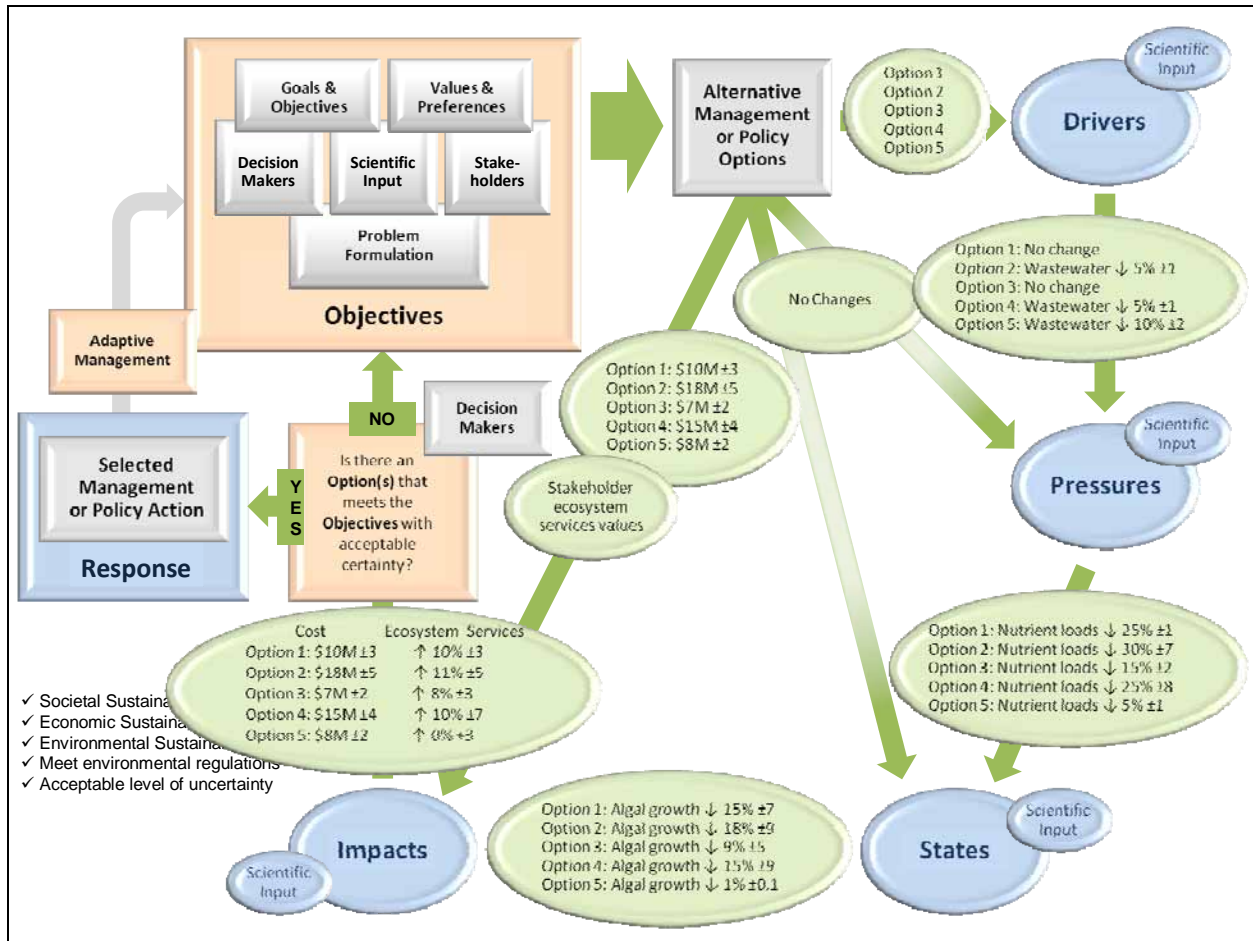 Goals &
Objectives
Values &
Preferences
Decision
Makers
Scientific
Input
Stake-
holders
Problem
Formulation
Objectives
Alternative
Management
or Policy
Options
Option 1
Option 2
Option 3
Option 4
Option 5
Scientific
Input
Drivers
Option 1: No change
Option 2: Wastewater ↓ 5% ±1
Option 3: No change
Option 4: Wastewater ↓ 5% ±1
Option 5: Wastewater ↓ 10% ±2
No Changes
Adaptive
Management
Option 1: $10M ±3
Option 2: $18M ±5
Option 3: $7M ±2
Option 4: $15M ±4
Option 5: $8M ±2
NO
Decision
Makers
Scientific
Input
Pressures
Selected
Management
or Policy Action
Response
YES
Is there an
Option(s) that
meets the
Objectives with
acceptable
certainty?
Stakeholder
ecosystem
services values
Cost Ecosystem Services
Option 1: $10M ±3 ↑ 10% ±3
Option 2: $18M ±5 ↑ 11% ±5
Option 3: $7M ±2 ↑ 8% ±3
Option 4: $15M ±4 ↑ 10% ±7
Option 5: $8M ±2 ↑ 0% +3
Option 1: Nutrient loads ↓ 25% ±1
Option 2: Nutrient loads ↓ 30% ±7
Option 3: Nutrient loads ↓ 15% ±2
Option 4: Nutrient loads ↓ 25% ±8
Option 5: Nutrient loads ↓ 5% ±1
✓ Societal Sustaina
✓ Economic Sustaina
✓ Environmental Sustaina
✓ Meet environmental regulations
✓ Acceptable level of uncertainty
Impacts
Scientific
Input
Option 1: Algal growth ↓ 15% ±7
Option 2: Algal growth ↓ 18% ±9
Option 3: Algal growth ↓ 9% ±5
Option 4: Algal growth ↓ 15% ±9
Option 5: Algal growth ↓ 1% ±0.1
Scientific
Input
States